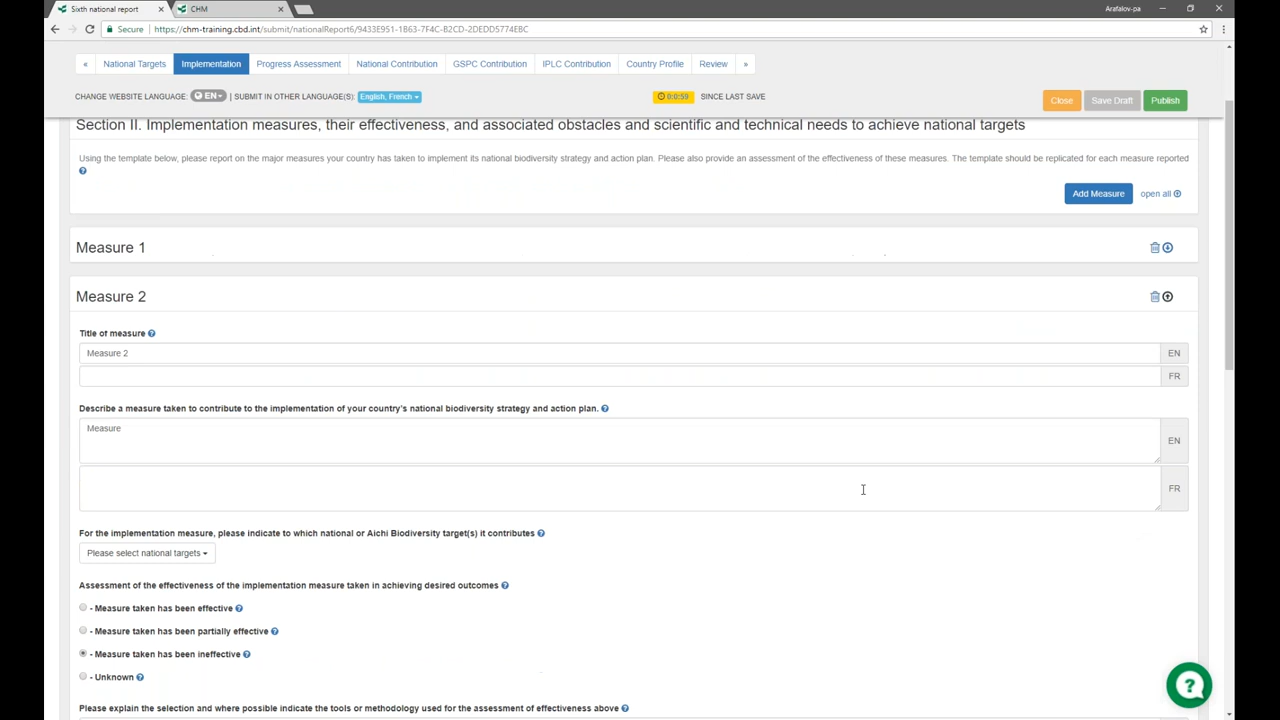 Sixth national report
CHM
Arafalov-pa
Secure | https://chm-training.cbd.int/submit/nationalReport6/9433E951-1B63-7F4C-B2CD-2DEDD5774EBC
« National Targets Implementation Progress Assessment National Contribution GSPC Contribution IPLC Contribution Country Profile Review »
CHANGE WEBSITE LANGUAGE: EN | SUBMIT IN OTHER LANGUAGE(S): English, French 0:0:59 SINCE LAST SAVE Close Save Draft Publish
Section II. Implementation measures, their effectiveness, and associated obstacles and scientific and technical needs to achieve national targets
Using the template below, please report on the major measures your country has taken to implement its national biodiversity strategy and action plan. Please also provide an assessment of the effectiveness of these measures. The template should be replicated for each measure reported
Add Measure open all
Measure 1
Measure 2
Title of measure
Measure 2 EN
FR
Describe a measure taken to contribute to the implementation of your country's national biodiversity strategy and action plan.
Measure
EN
FR
For the implementation measure, please indicate to which national or Aichi Biodiversity target(s) it contributes
Please select national targets
Assessment of the effectiveness of the implementation measure taken in achieving desired outcomes
- Measure taken has been effective
- Measure taken has been partially effective
- Measure taken has been ineffective
- Unknown
Please explain the selection and where possible indicate the tools or methodology used for the assessment of effectiveness above